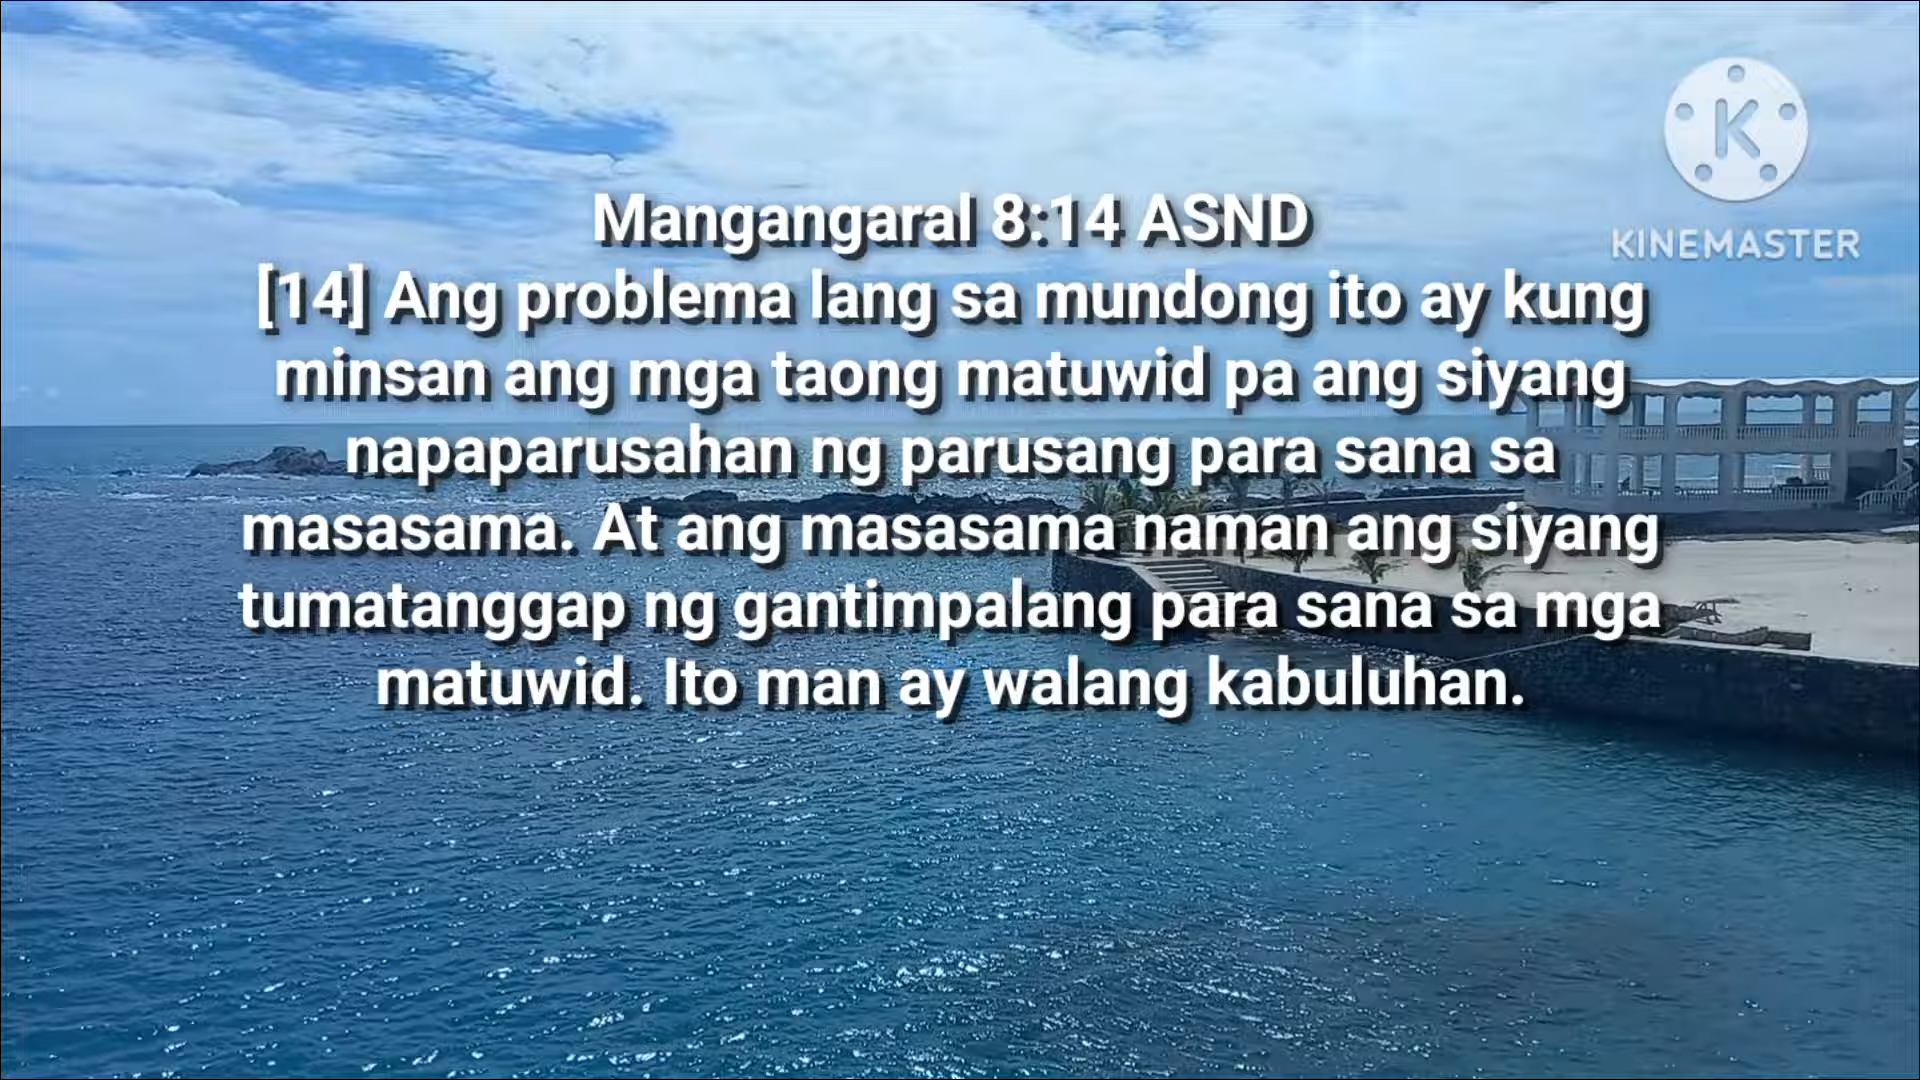 K
KINEMASTER
Mangangaral 8:14 ASND
[14] Ang problema lang sa mundong ito ay kung
minsan ang mga taong matuwid pa ang siyang
napaparusahan ng parusang para sana sa
masasama. At ang masasama naman ang siyang
tumatanggap ng gantimpalang para sana sa mga
matuwid. Ito man ay walang kabuluhan.